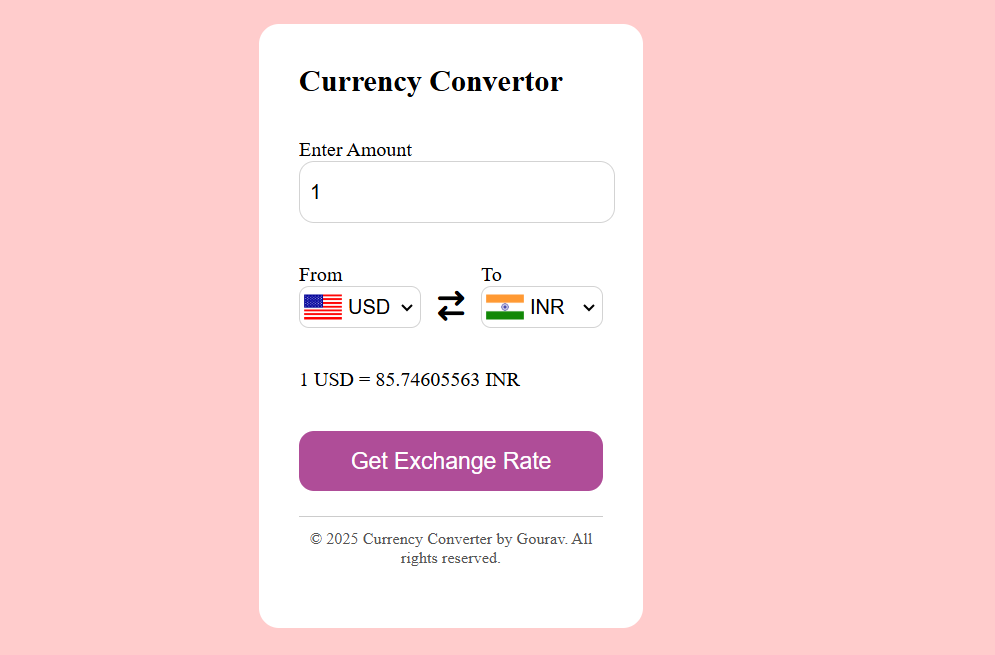 Currency Convertor
Enter Amount
1
From
To
USD
INR
1 USD = 85.74605563 INR
Get Exchange Rate
© 2025 Currency Converter by Gourav. All
rights reserved.